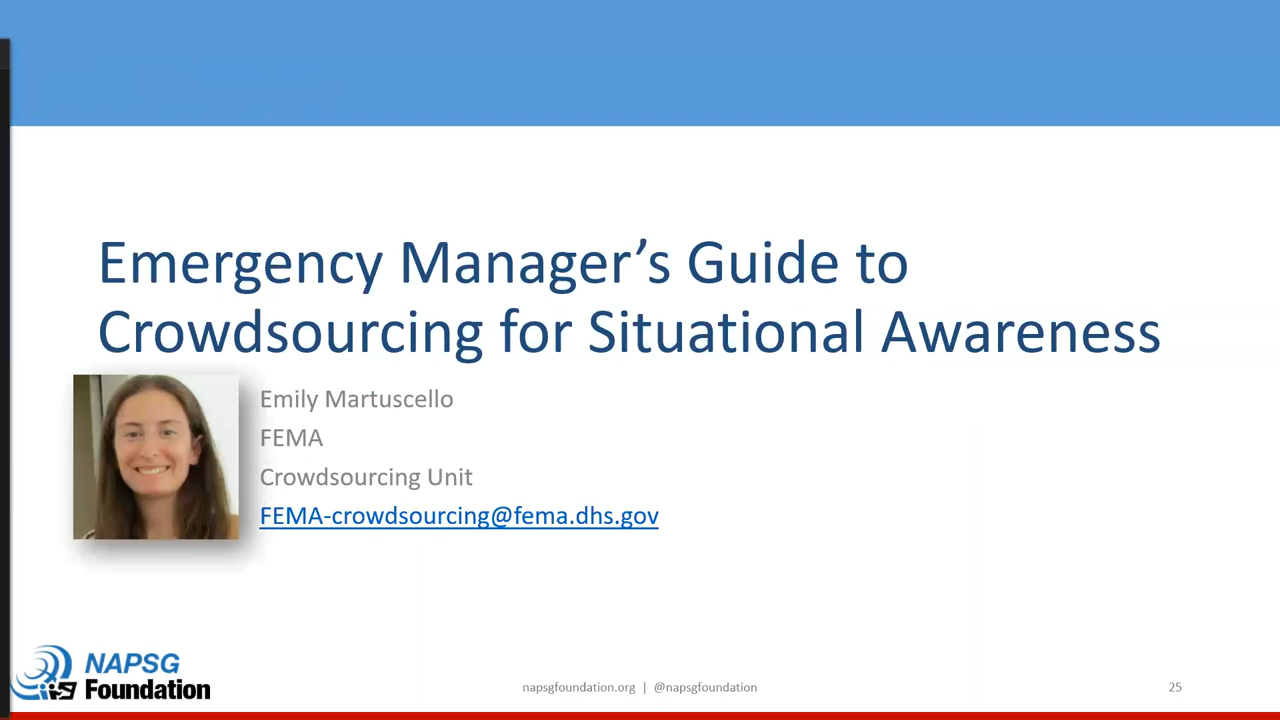 Emergency Manager’s Guide to
Crowdsourcing for Situational Awareness
Emily Martuscello
FEMA
Crowdsourcing Unit
FEMA-crowdsourcing@fema.dhs.gov
NAPSG
Foundation
napsgfoundation.org | @napsgfoundation
25